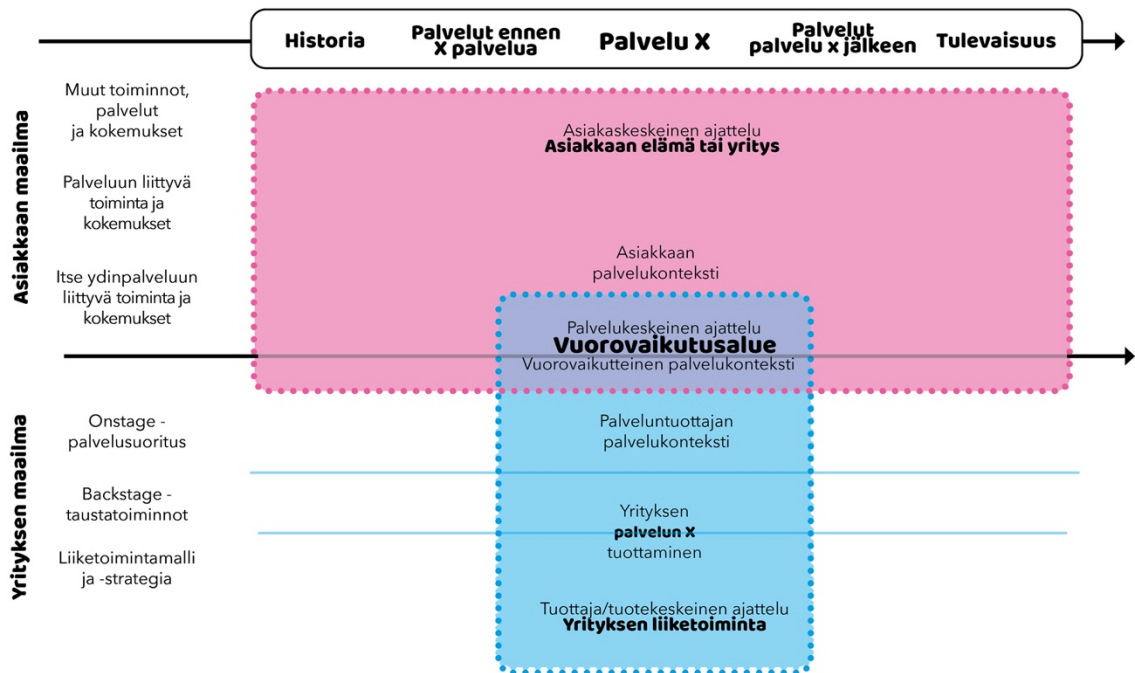 Historia
Palvelut ennen
X palvelua
Palvelu X
Palvelut
palvelu x jälkeen
Tulevaisuus
Asiakkaan maailma
Muut toiminnot,
palvelut
ja kokemukset
Palveluun liittyvä
toiminta ja
kokemukset
Itse ydinpalveluun
liittyvä toiminta ja
kokemukset
Asiakaskeskeinen ajattelu
Asiakkaan elämä tai yritys
Asiakkaan
palvelukonteksti
Palvelukeskeinen ajattelu
Vuorovaikutusalue
Vuorovaikutteinen palvelukonteksti
Yrityksen maailma
Onstage -
palvelusuoritus
Backstage -
taustatoiminnot
Liiketoimintamalli
ja -strategia
Palveluntuottajan
palvelukonteksti
Yrityksen
palvelun X
tuottaminen
Tuottaja/tuotekeskeinen ajattelu
Yrityksen liiketoiminta